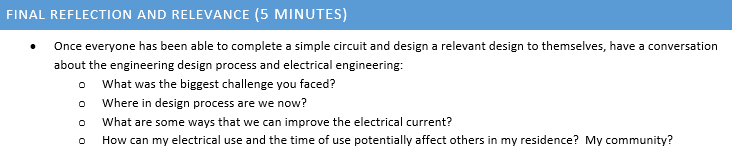 FINAL REFLECTION AND RELEVANCE (5 MINUTES)
• Once everyone has been able to complete a simple circuit and design a relevant design to themselves, have a conversation
about the engineering design process and electrical engineering:
o What was the biggest challenge you faced?
o Where in design process are we now?
o What are some ways that we can improve the electrical current?
o How can my electrical use and the time of use potentially affect others in my residence? My community?